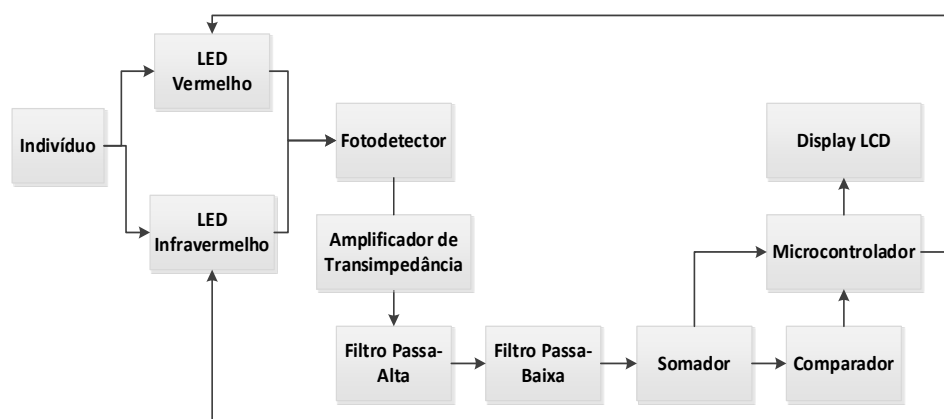 LED
Vermelho
Indivíduo
Fotodetector
Display LCD
LED
Infravermelho
Amplificador de
Transimpedância
Microcontrolador
Filtro Passa-
Alta
Filtro Passa-
Baixa
Somador
Comparador